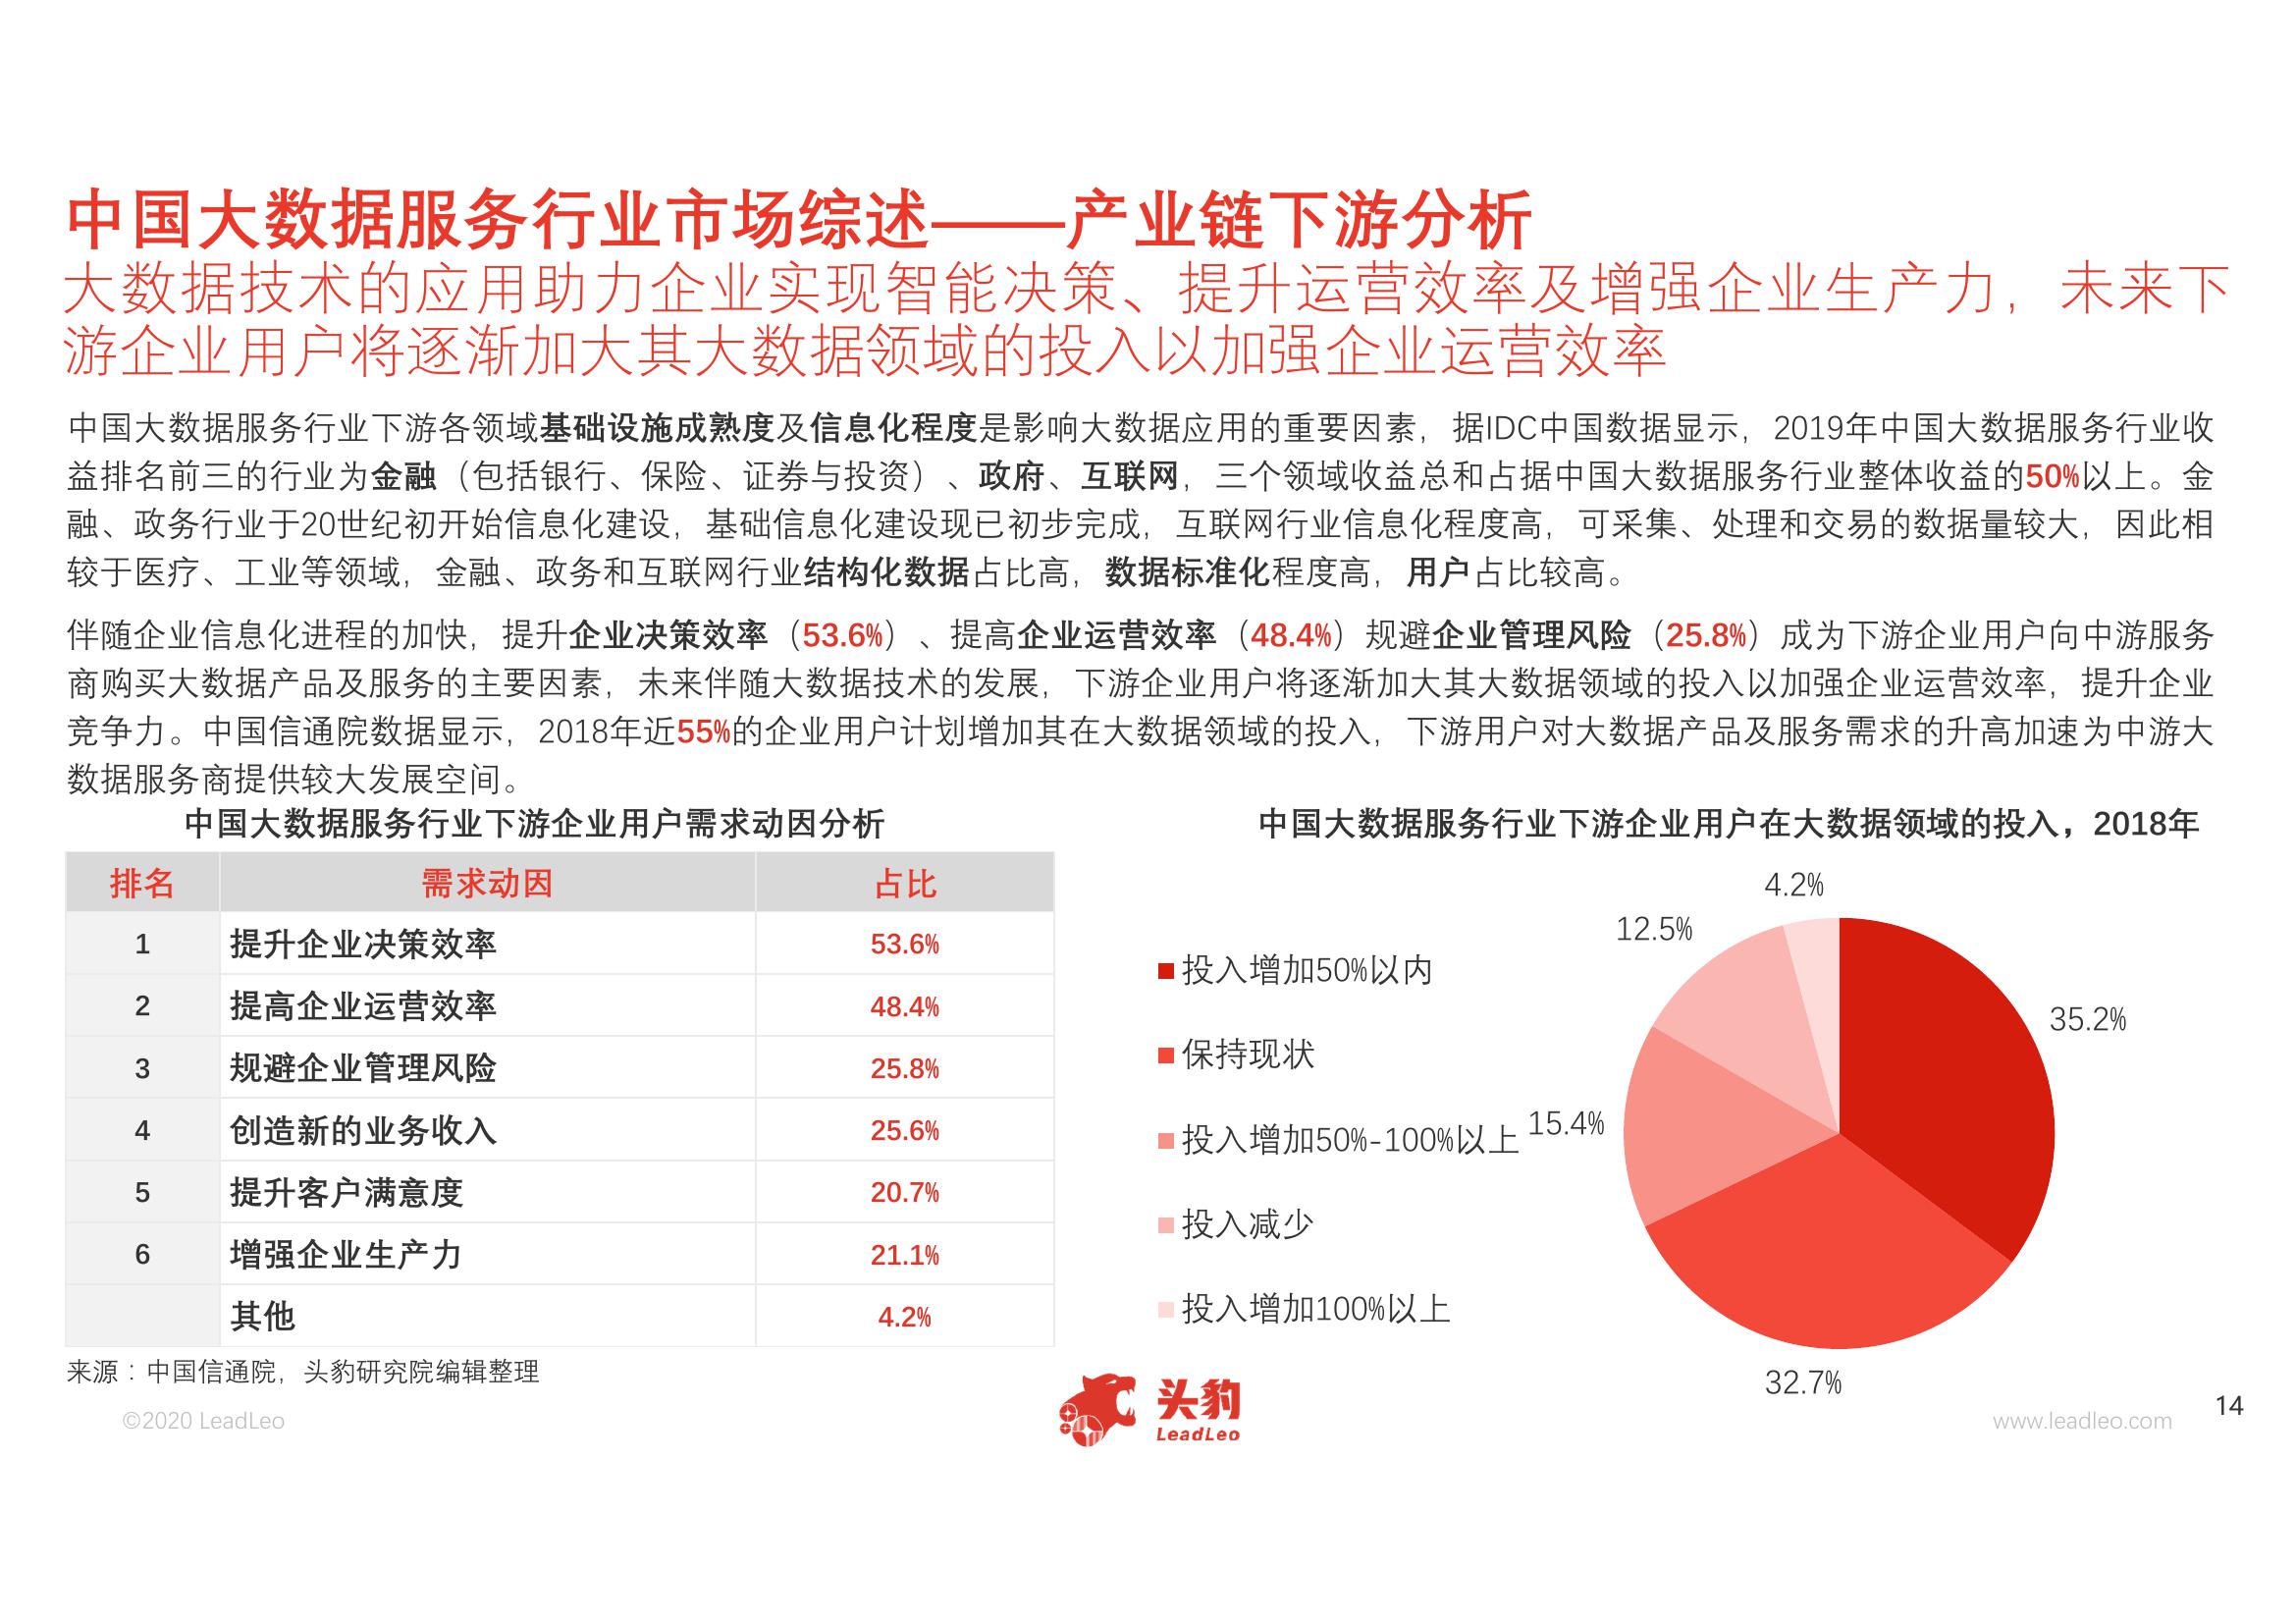 中国大数据服务行业市场综述——产业链下游分析
大数据技术的应用助力企业实现智能决策、提升运营效率及增强企业生产力，未来下
游企业用户将逐渐加大其大数据领域的投入以加强企业运营效率
中国大数据服务行业下游各领域基础设施成熟度及信息化程度是影响大数据应用的重要因素，据IDC中国数据显示，2019年中国大数据服务行业收
益排名前三的行业为金融（包括银行、保险、证券与投资）、政府、互联网，三个领域收益总和占据中国大数据服务行业整体收益的50%以上。金
融、政务行业于20世纪初开始信息化建设，基础信息化建设现已初步完成，互联网行业信息化程度高，可采集、处理和交易的数据量较大，因此相
较于医疗、工业等领域，金融、政务和互联网行业结构化数据占比高，数据标准化程度高，用户占比较高。
伴随企业信息化进程的加快，提升企业决策效率（53.6%）、提高企业运营效率（48.4%）规避企业管理风险（25.8%）成为下游企业用户向中游服务
商购买大数据产品及服务的主要因素，未来伴随大数据技术的发展，下游企业用户将逐渐加大其大数据领域的投入以加强企业运营效率，提升企业
竞争力。中国信通院数据显示，2018年近55%的企业用户计划增加其在大数据领域的投入，下游用户对大数据产品及服务需求的升高加速为中游大
数据服务商提供较大发展空间。
中国大数据服务行业下游企业用户需求动因分析
排名 需求动因 占比
1 提升企业决策效率 53.6%
2 提高企业运营效率 48.4%
3 规避企业管理风险 25.8%
4 创造新的业务收入 25.6%
5 提升客户满意度 20.7%
6 增强企业生产力 21.1%
其他 4.2%
来源：中国信通院，头豹研究院编辑整理
中国大数据服务行业下游企业用户在大数据领域的投入，2018年
投入增加50%以内
保持现状
投入增加50%-100%以上
投入减少
投入增加100%以上
4.2%
12.5%
35.2%
15.4%
32.7%
©2020 LeadLeo
头豹
LeadLeo
www.leadleo.com
14